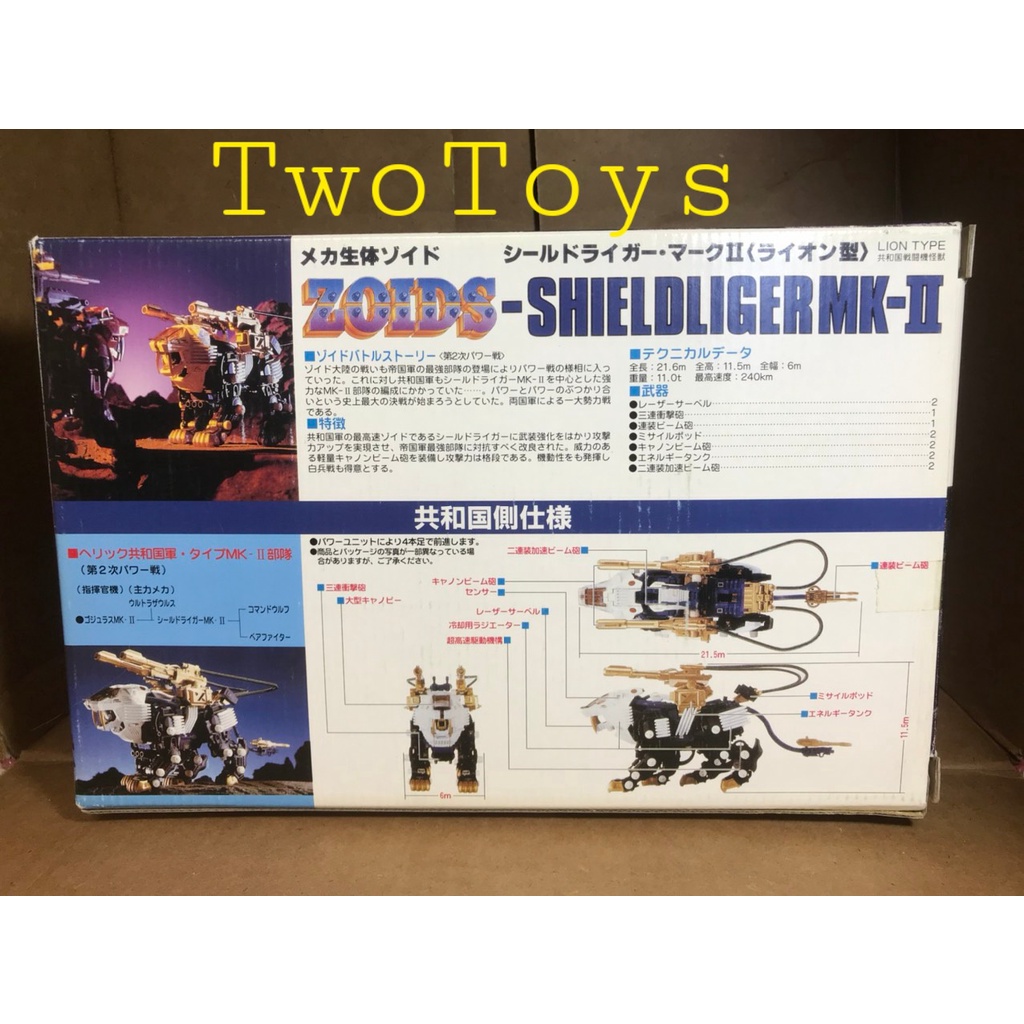 TwoToys
メカ生体ゾイド
シールドライガー・マークII〈ライオン型〉
LION TYPE
共和国戦闘機怪獣
ZOIDS-SHIELDLIGER MK-II
■ゾイドバトルストーリー〈第2次パワー戦〉
ゾイド大陸の戦いも帝国軍の最強部隊の登場によりパワー戦の様相に入
っていった。これに対し共和国軍もシールドライガーMK-IIを中心とした強
力なMK-II部隊の編成にかかっていた……。パワーとパワーのぶつかり合
いという史上最大の決戦が始まろうとしていた。両国軍による一大勢力戦
である。
■特徴
共和国軍の最高速ゾイドであるシールドライガーに武装強化をはかり攻撃
力アップを実現させ、帝国軍最強部隊に対抗すべく改良された。威力のあ
る軽量キャノンビーム砲を装備し攻撃力は格段である。機動性をも発揮し
白兵戦も得意とする。
■テクニカルデータ
全長：21.6m 全高：11.5m 全幅：6m
重量：11.0t 最高速度：240km
■武器
●レーザーサーベル……2
●三連衝撃砲……1
●連装ビーム砲……1
●ミサイルポッド……2
●キャノンビーム砲……2
●エネルギータンク……2
●二連装加速ビーム砲……2
共和国側仕様
■ヘリック共和国軍・タイプMK-II部隊
（第2次パワー戦）
（指揮官機）（主力メカ）
ウルトラザウルス
コマンドウルフ
●ゴジュラスMK-II シールドライガーMK-II
ベアファイター
●パワーユニットにより4本足で前進します。
●商品とパッケージの写真が一部異なっている場
合がありますが、ご了承ください。
■三連衝撃砲
■大型キャノピー
二連装加速ビーム砲■
キャノンビーム砲■
センサー■
レーザーサーベル■
冷却用ラジエーター■
超高速駆動機構■
■連装ビーム砲
21.5m
■ミサイルポッド
■エネルギータンク
11.5m
6m